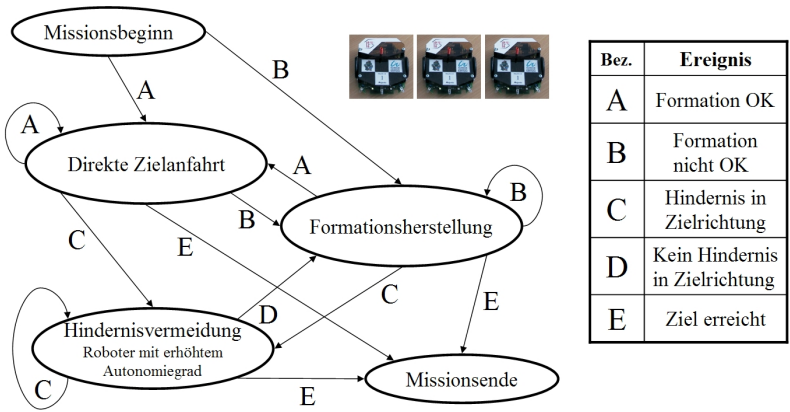 Missionsbeginn
A
B
A
Direkte Zielanfahrt
A
B
B
Formationsherstellung
C
E
D
C
E
Hindernisvermeidung
Roboter mit erhöhtem
Autonomiegrad
C
E
Missionsende
Bez. Ereignis
A Formation OK
B Formation
nicht OK
C Hindernis in
Zielrichtung
D Kein Hindernis
in Zielrichtung
E Ziel erreicht